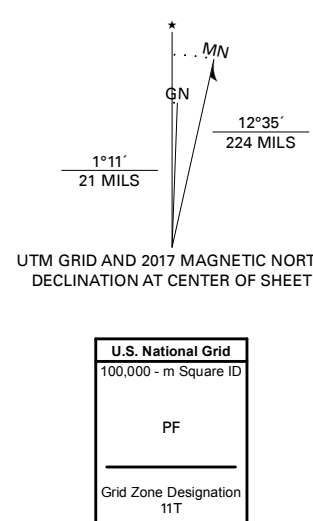 ★
MN
GN
12°35´
224 MILS
1°11´
21 MILS
UTM GRID AND 2017 MAGNETIC NORT
DECLINATION AT CENTER OF SHEET
U.S. National Grid
100,000 - m Square ID
PF
Grid Zone Designation
11T